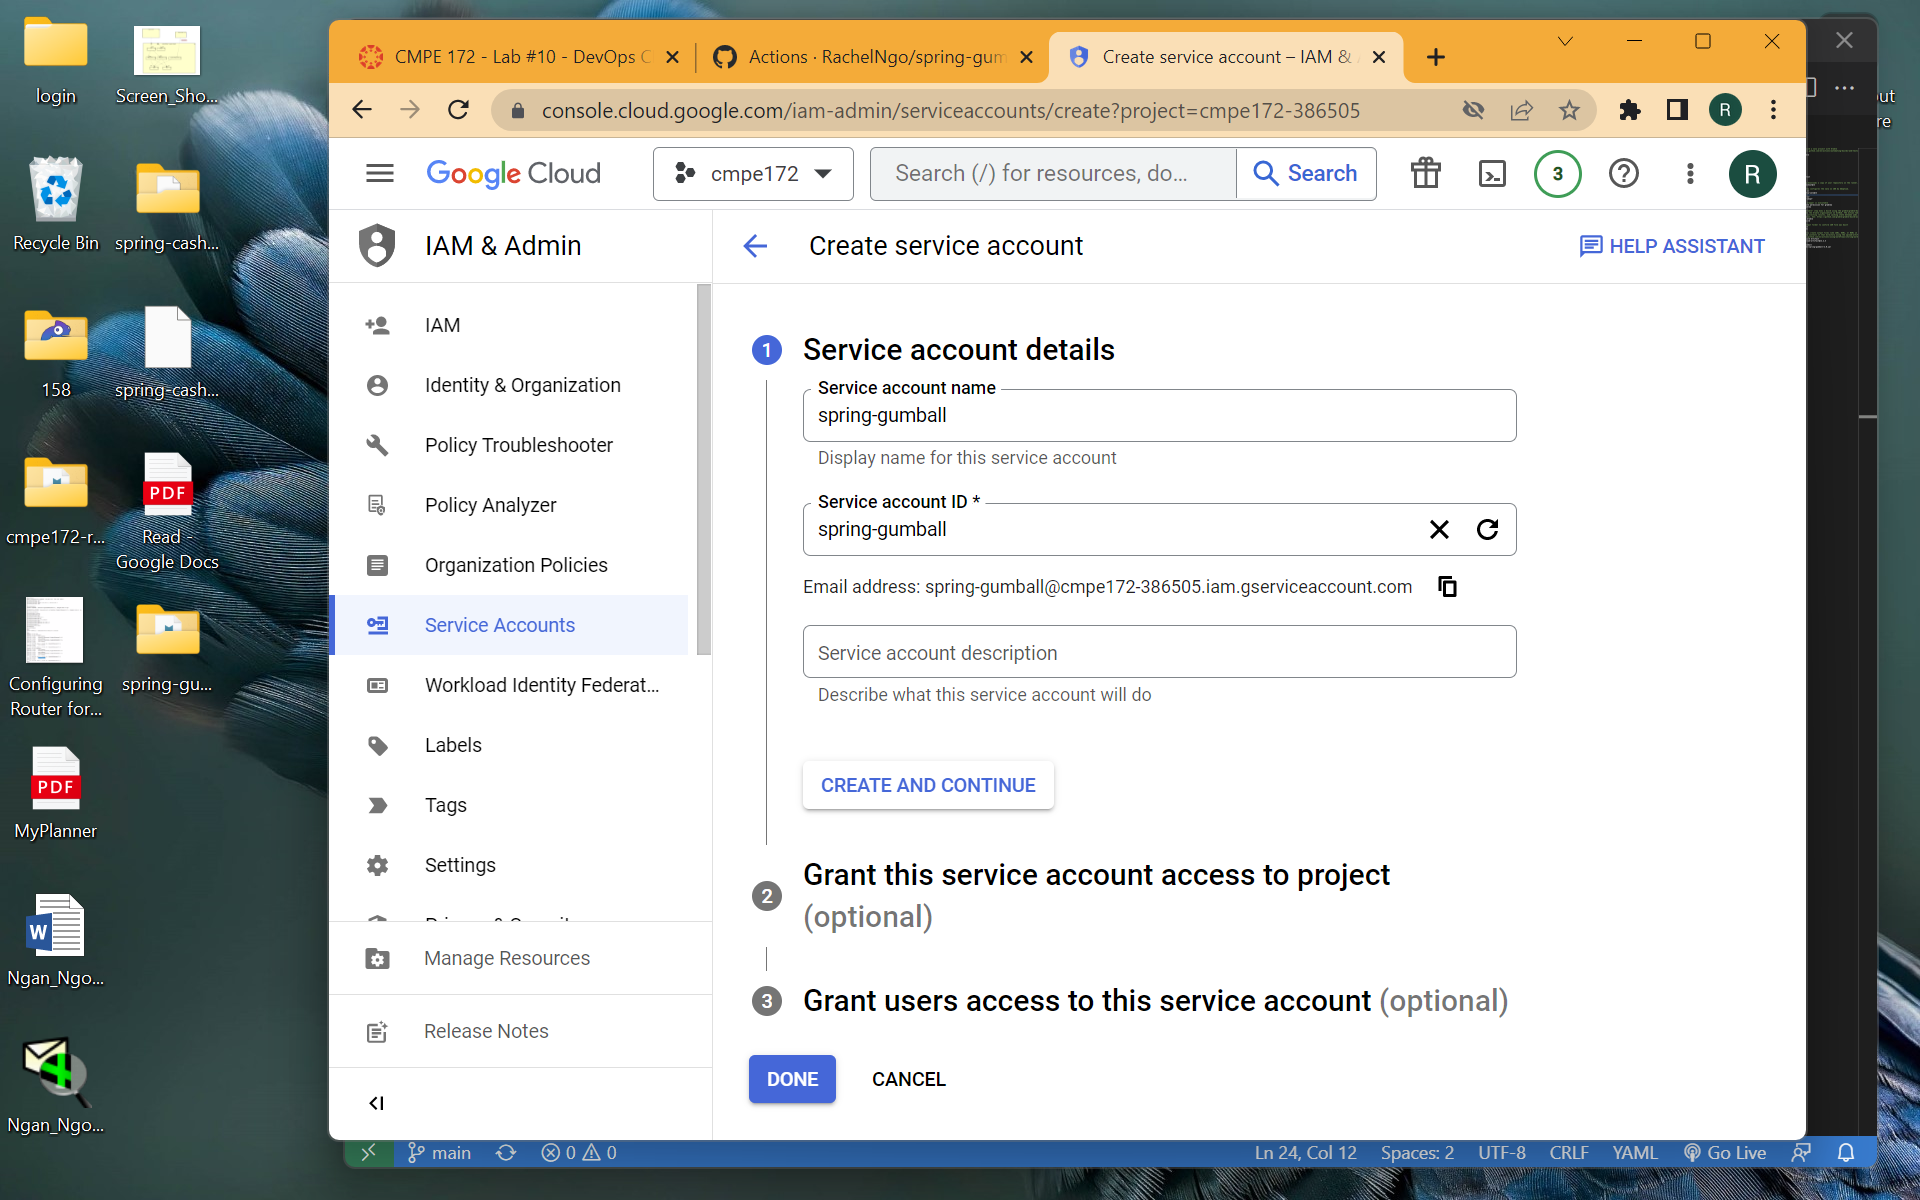 login
Screen_Sho...
Recycle Bin
spring-cash...
158
spring-cash...
cmpe172-r...
PDF
Read -
Google Docs
Configuring
Router for...
spring-gu...
PDF
MyPlanner
W
Ngan_Ngo...
4
Ngan_Ngo...
CMPE 172 - Lab #10 - DevOps C
Actions · RachelNgo/spring-gum
Create service account – IAM &
console.cloud.google.com/iam-admin/serviceaccounts/create?project=cmpe172-386505
R
Google Cloud
cmpe172
Search (/) for resources, do...
Search
3
R
IAM & Admin
Create service account
HELP ASSISTANT
IAM
Identity & Organization
Policy Troubleshooter
Policy Analyzer
Organization Policies
Service Accounts
Workload Identity Federat...
Labels
Tags
Settings
Manage Resources
Release Notes
1
Service account details
Service account name
spring-gumball
Display name for this service account
Service account ID *
spring-gumball
Email address: spring-gumball@cmpe172-386505.iam.gserviceaccount.com
Service account description
Describe what this service account will do
CREATE AND CONTINUE
2
Grant this service account access to project
(optional)
3
Grant users access to this service account (optional)
DONE
CANCEL
main
0
0
Ln 24, Col 12
Spaces: 2
UTF-8
CRLF
YAML
Go Live